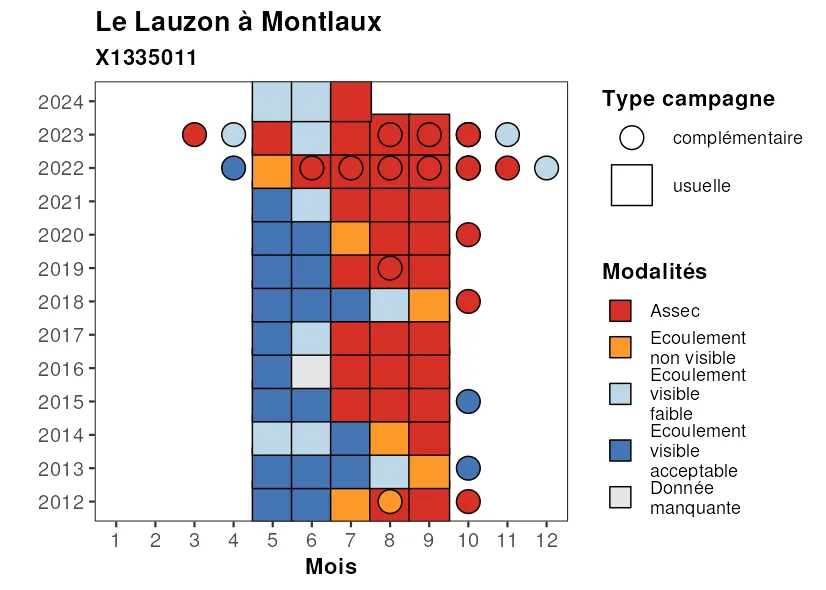 Le Lauzon à Montlaux
X1335011
2024
2023
2022
2021
2020
2019
2018
2017
2016
2015
2014
2013
2012
1 2 3 4 5 6 7 8 9 10 11 12
Mois
Type campagne
complémentaire
usuelle
Modalités
Assec
Ecoulement
non visible
Ecoulement
visible
faible
Ecoulement
visible
acceptable
Donnée
manquante